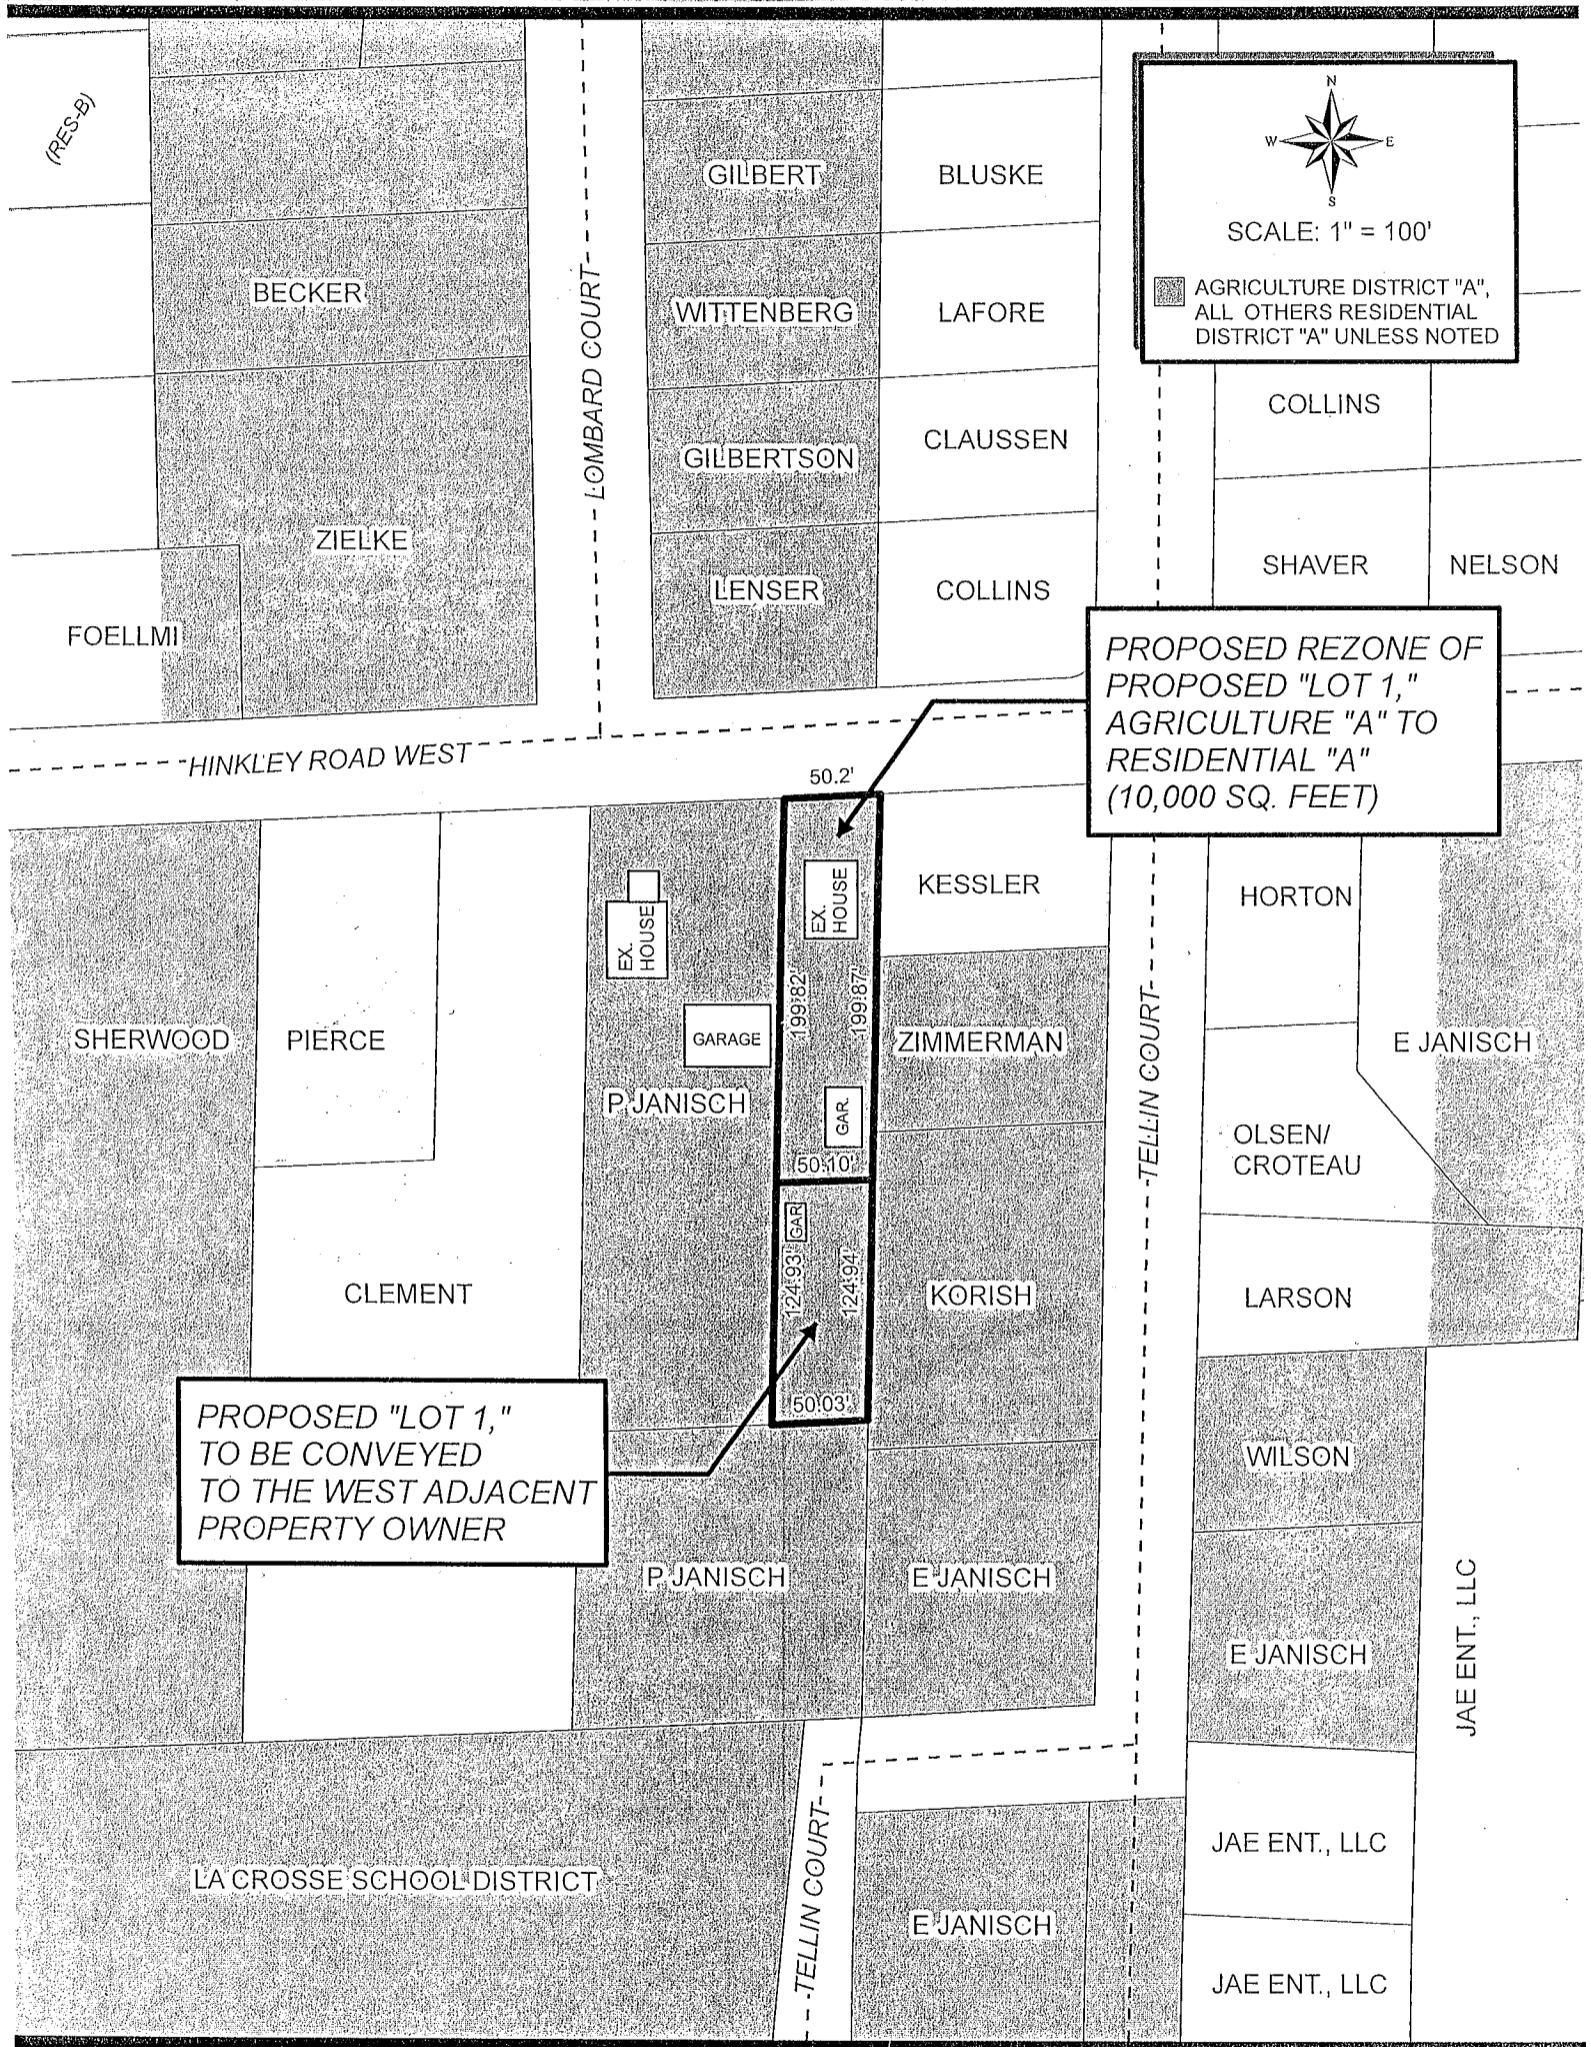 (RES-B)
GILBERT
BLUSKE
N
W
E
S
SCALE: 1" = 100'
AGRICULTURE DISTRICT "A",
ALL OTHERS RESIDENTIAL
DISTRICT "A" UNLESS NOTED
BECKER
LOMBARD COURT
WITTENBERG
LAFORE
COLLINS
GILBERTSON
CLAUSSEN
ZIELKE
LENSER
COLLINS
SHAVER
NELSON
FOELLMI
PROPOSED REZONE OF
PROPOSED "LOT 1,"
AGRICULTURE "A" TO
RESIDENTIAL "A"
(10,000 SQ. FEET)
HINKLEY ROAD WEST
50.2'
EX.
HOUSE
EX.
HOUSE
KESSLER
HORTON
199.82'
199.87'
SHERWOOD
PIERCE
GARAGE
ZIMMERMAN
TELLIN COURT
E JANISCH
P JANISCH
GAR.
50.10'
OLSEN/
CROTEAU
GAR
124.93'
124.94'
CLEMENT
KORISH
LARSON
50.03'
PROPOSED "LOT 1,"
TO BE CONVEYED
TO THE WEST ADJACENT
PROPERTY OWNER
WILSON
P JANISCH
E JANISCH
E JANISCH
JAE ENT., LLC
TELLIN COURT
JAE ENT., LLC
LA CROSSE SCHOOL DISTRICT
E JANISCH
JAE ENT., LLC